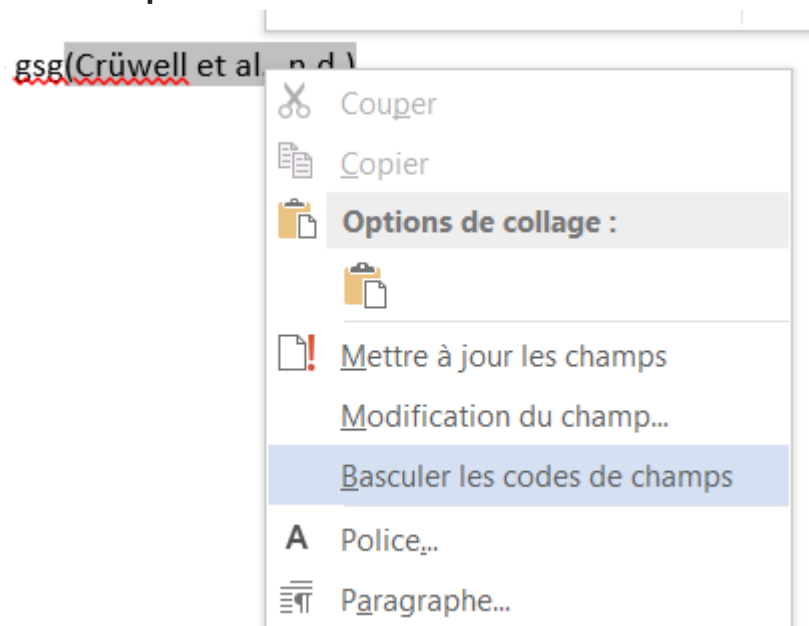 gsg(Crüwell et al., n.d.)
Couper
Copier
Options de collage :
Mettre à jour les champs
Modification du champ...
Basculer les codes de champs
A Police...
Paragraphe...